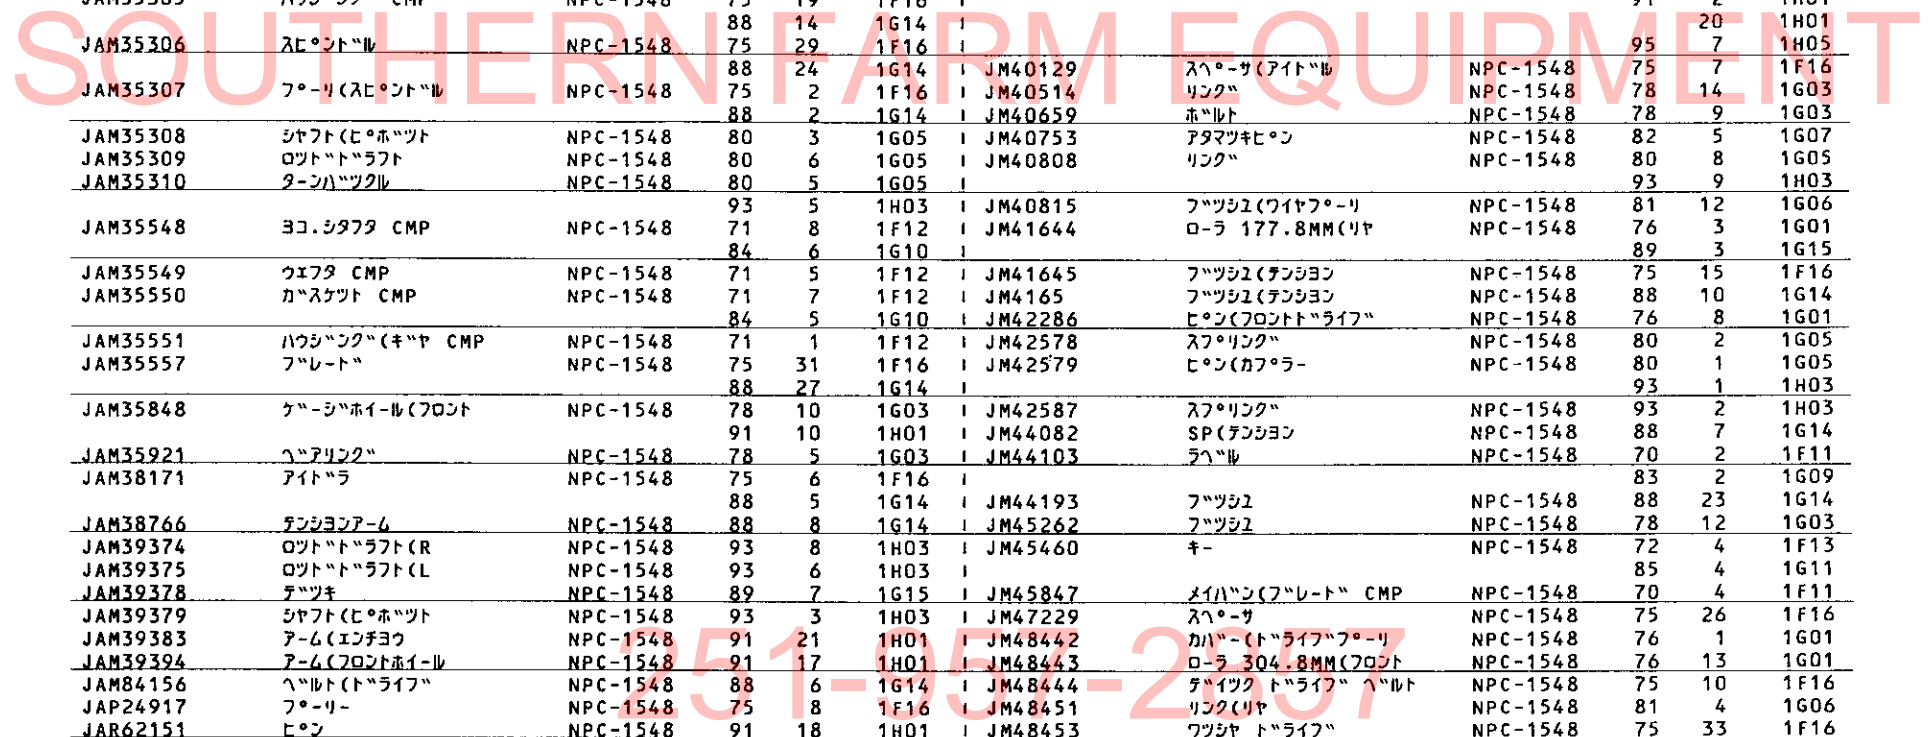 SOUTHERN FARM EQUIPMENT
88 14 1G14 | 20 1H01
JAM35306 スピンドル NPC-1548 75 29 1F16 | 95 7 1H05
88 24 1G14 | JM40129 スペーサ(アイドル NPC-1548 75 7 1F16
JAM35307 プーリ(スピンドル NPC-1548 75 2 1F16 | JM40514 リング NPC-1548 78 14 1G03
88 2 1G14 | JM40659 ボルト NPC-1548 78 9 1G03
JAM35308 シヤフト(ピボツト NPC-1548 80 3 1G05 | JM40753 アタマツキピン NPC-1548 82 5 1G07
JAM35309 ロツドドラフト NPC-1548 80 6 1G05 | JM40808 リング NPC-1548 80 8 1G05
JAM35310 ターンバツクル NPC-1548 80 5 1G05 | 93 9 1H03
93 5 1H03 | JM40815 ブツシユ(ワイヤプーリ NPC-1548 81 12 1G06
JAM35548 ヨコ.シタフタ CMP NPC-1548 71 8 1F12 | JM41644 ローラ 177.8MM(リヤ NPC-1548 76 3 1G01
84 6 1G10 | 89 3 1G15
JAM35549 ウエフタ CMP NPC-1548 71 5 1F12 | JM41645 ブツシユ(テンシヨン NPC-1548 75 15 1F16
JAM35550 ガスケツト CMP NPC-1548 71 7 1F12 | JM4165 ブツシユ(テンシヨン NPC-1548 88 10 1G14
84 5 1G10 | JM42286 ピン(フロントドライブ NPC-1548 76 8 1G01
JAM35551 ハウジング(ギヤ CMP NPC-1548 71 1 1F12 | JM42578 スプリング NPC-1548 80 2 1G05
JAM35557 ブレード NPC-1548 75 31 1F16 | JM42579 ピン(カプラー NPC-1548 80 1 1G05
88 27 1G14 | 93 1 1H03
JAM35848 ゲージホイール(フロント NPC-1548 78 10 1G03 | JM42587 スプリング NPC-1548 93 2 1H03
91 10 1H01 | JM44082 SP(テンシヨン NPC-1548 88 7 1G14
JAM35921 ベアリング NPC-1548 78 5 1G03 | JM44103 ラベル NPC-1548 70 2 1F11
JAM38171 アイドラ NPC-1548 75 6 1F16 | 83 2 1G09
88 5 1G14 | JM44193 ブツシユ NPC-1548 88 23 1G14
JAM38766 テンシヨンアーム NPC-1548 88 8 1G14 | JM45262 ブツシユ NPC-1548 78 12 1G03
JAM39374 ロツドドラフト(R NPC-1548 93 8 1H03 | JM45460 キー NPC-1548 72 4 1F13
JAM39375 ロツドドラフト(L NPC-1548 93 6 1H03 | 85 4 1G11
JAM39378 デツキ NPC-1548 89 7 1G15 | JM45847 メイバン(ブレード CMP NPC-1548 70 4 1F11
JAM39379 シヤフト(ピボツト NPC-1548 93 3 1H03 | JM47229 スペーサ NPC-1548 75 26 1F16
JAM39383 アーム(エンチヨウ NPC-1548 91 21 1H01 | JM48442 カバー(ドライブプーリ NPC-1548 76 1 1G01
JAM39394 アーム(フロントホイール NPC-1548 91 17 1H01 | JM48443 ローラ 304.8MM(フロント NPC-1548 76 13 1G01
JAM84156 ベルト(ドライブ NPC-1548 88 6 1G14 | JM48444 デイツク ドライブ ベルト NPC-1548 75 10 1F16
JAP24917 プーリー NPC-1548 75 8 1F16 | JM48451 リンク(リヤ NPC-1548 81 4 1G06
JAR62151 ピン NPC-1548 91 18 1H01 | JM48453 ワツシヤ ドライブ NPC-1548 75 33 1F16
251-957-2857